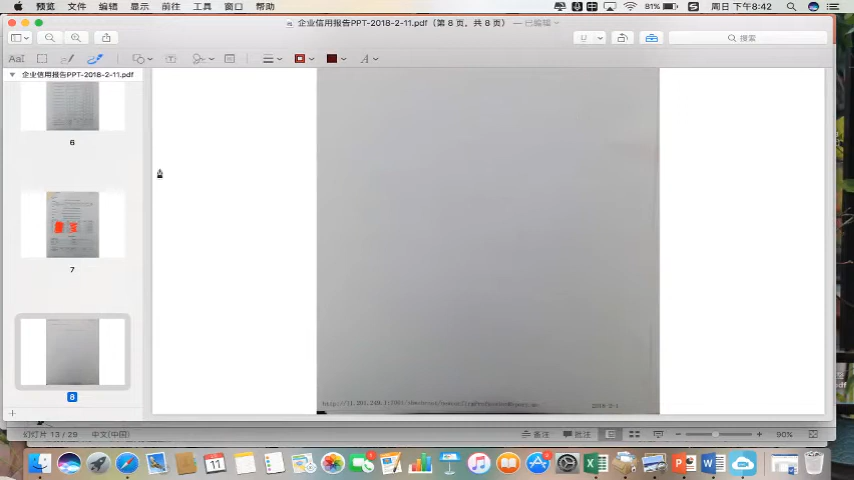 预览 文件 编辑 显示 前往 工具 窗口 帮助
81% 周日 下午8:42
企业信用报告PPT-2018-2-11.pdf（第 8 页，共 8 页） — 已编辑
搜索
企业信用报告PPT-2018-2-11.pdf
6
7
8
幻灯片 13 / 29 中文(中国)
备注 批注 90%
11